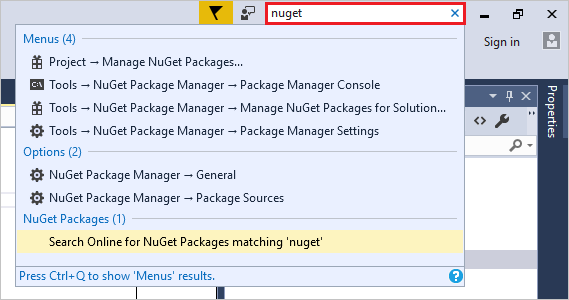 nuget
Sign in
Menus (4)
Project → Manage NuGet Packages...
C:\
Tools → NuGet Package Manager → Package Manager Console
Tools → NuGet Package Manager → Manage NuGet Packages for Solution...
Tools → NuGet Package Manager → Package Manager Settings
Options (2)
NuGet Package Manager → General
NuGet Package Manager → Package Sources
NuGet Packages (1)
Search Online for NuGet Packages matching 'nuget'
Press Ctrl+Q to show 'Menus' results.
Properties